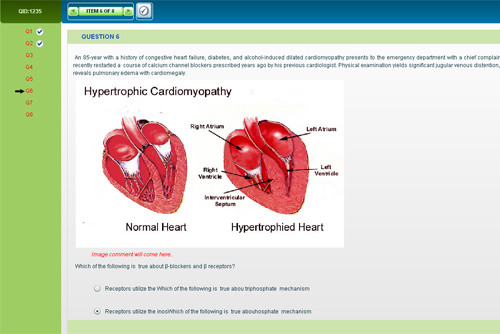 QID:1235
ITEM 6 OF 8
Q1
Q2
Q3
Q4
Q5
Q6
Q7
Q8
QUESTION 6
An 85-year with a history of congestive heart failure, diabetes, and alcohol-induced dilated cardiomyopathy presents to the emergency department with a chief complain
recently restarted a course of calcium channel blockers prescribed years ago by his previous cardiologist. Physical examination yields significant jugular venous distention,
reveals pulmonary edema with cardiomegaly.
Hypertrophic Cardiomyopathy
Right Atrium
Left Atrium
Right Ventricle
Left Ventricle
Interventricular Septum
Normal Heart
Hypertrophied Heart
Image comment will come here.
Which of the following is true about β-blockers and β receptors?
Receptors utilize the Which of the following is true abou triphosphate mechanism
Receptors utilize the inosWhich of the following is true abouhosphate mechanism